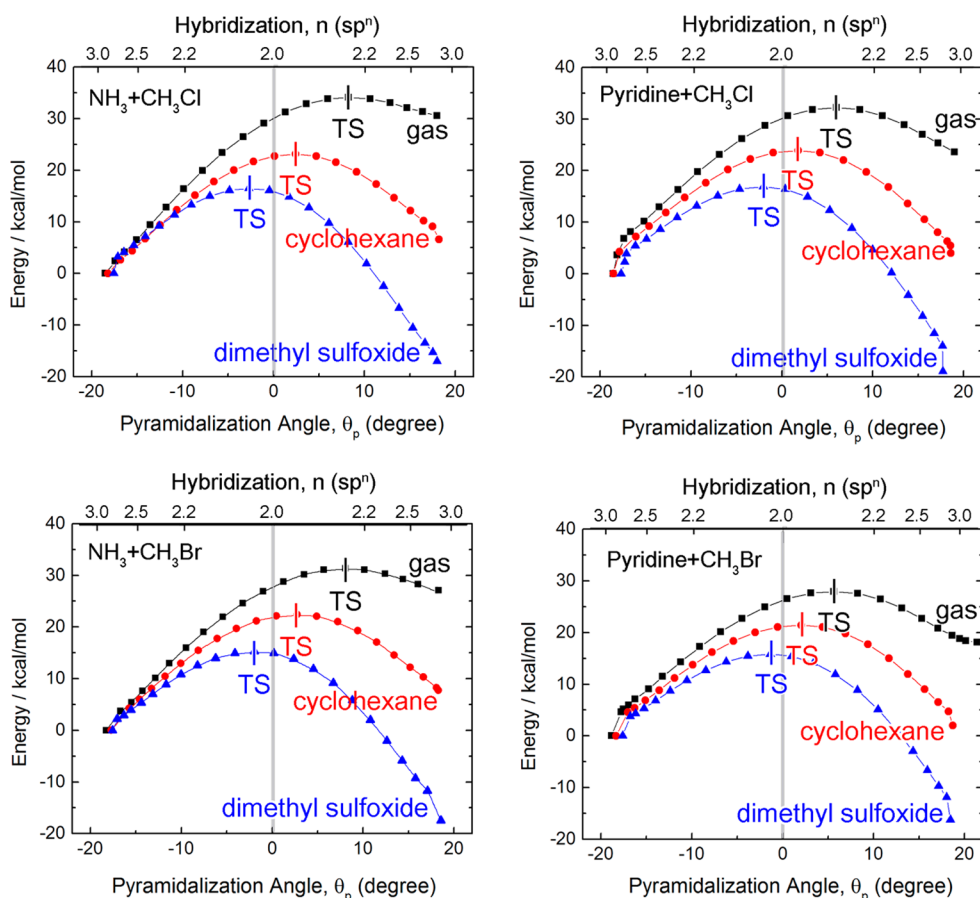 Hybridization, n (spⁿ)
3.0 2.5 2.2 2.0 2.2 2.5 3.0
NH₃+CH₃Cl
40
30
20
10
0
-10
-20
Energy / kcal/mol
TS
gas
TS
cyclohexane
TS
dimethyl sulfoxide
-20 -10 0 10 20
Pyramidalization Angle, θₚ (degree)
Hybridization, n (spⁿ)
3.0 2.5 2.2 2.0 2.2 2.5 3.0
Pyridine+CH₃Cl
40
30
20
10
0
-10
-20
Energy / kcal/mol
TS
gas
TS
cyclohexane
TS
dimethyl sulfoxide
-20 -10 0 10 20
Pyramidalization Angle, θₚ (degree)
Hybridization, n (spⁿ)
3.0 2.5 2.2 2.0 2.2 2.5 3.0
NH₃+CH₃Br
40
30
20
10
0
-10
-20
Energy / kcal/mol
gas
TS
TS
cyclohexane
TS
dimethyl sulfoxide
-20 -10 0 10 20
Pyramidalization Angle, θₚ (degree)
Hybridization, n (spⁿ)
3.0 2.5 2.2 2.0 2.2 2.5 3.0
Pyridine+CH₃Br
40
30
20
10
0
-10
-20
Energy / kcal/mol
TS
gas
TS
cyclohexane
TS
dimethyl sulfoxide
-20 -10 0 10 20
Pyramidalization Angle, θₚ (degree)